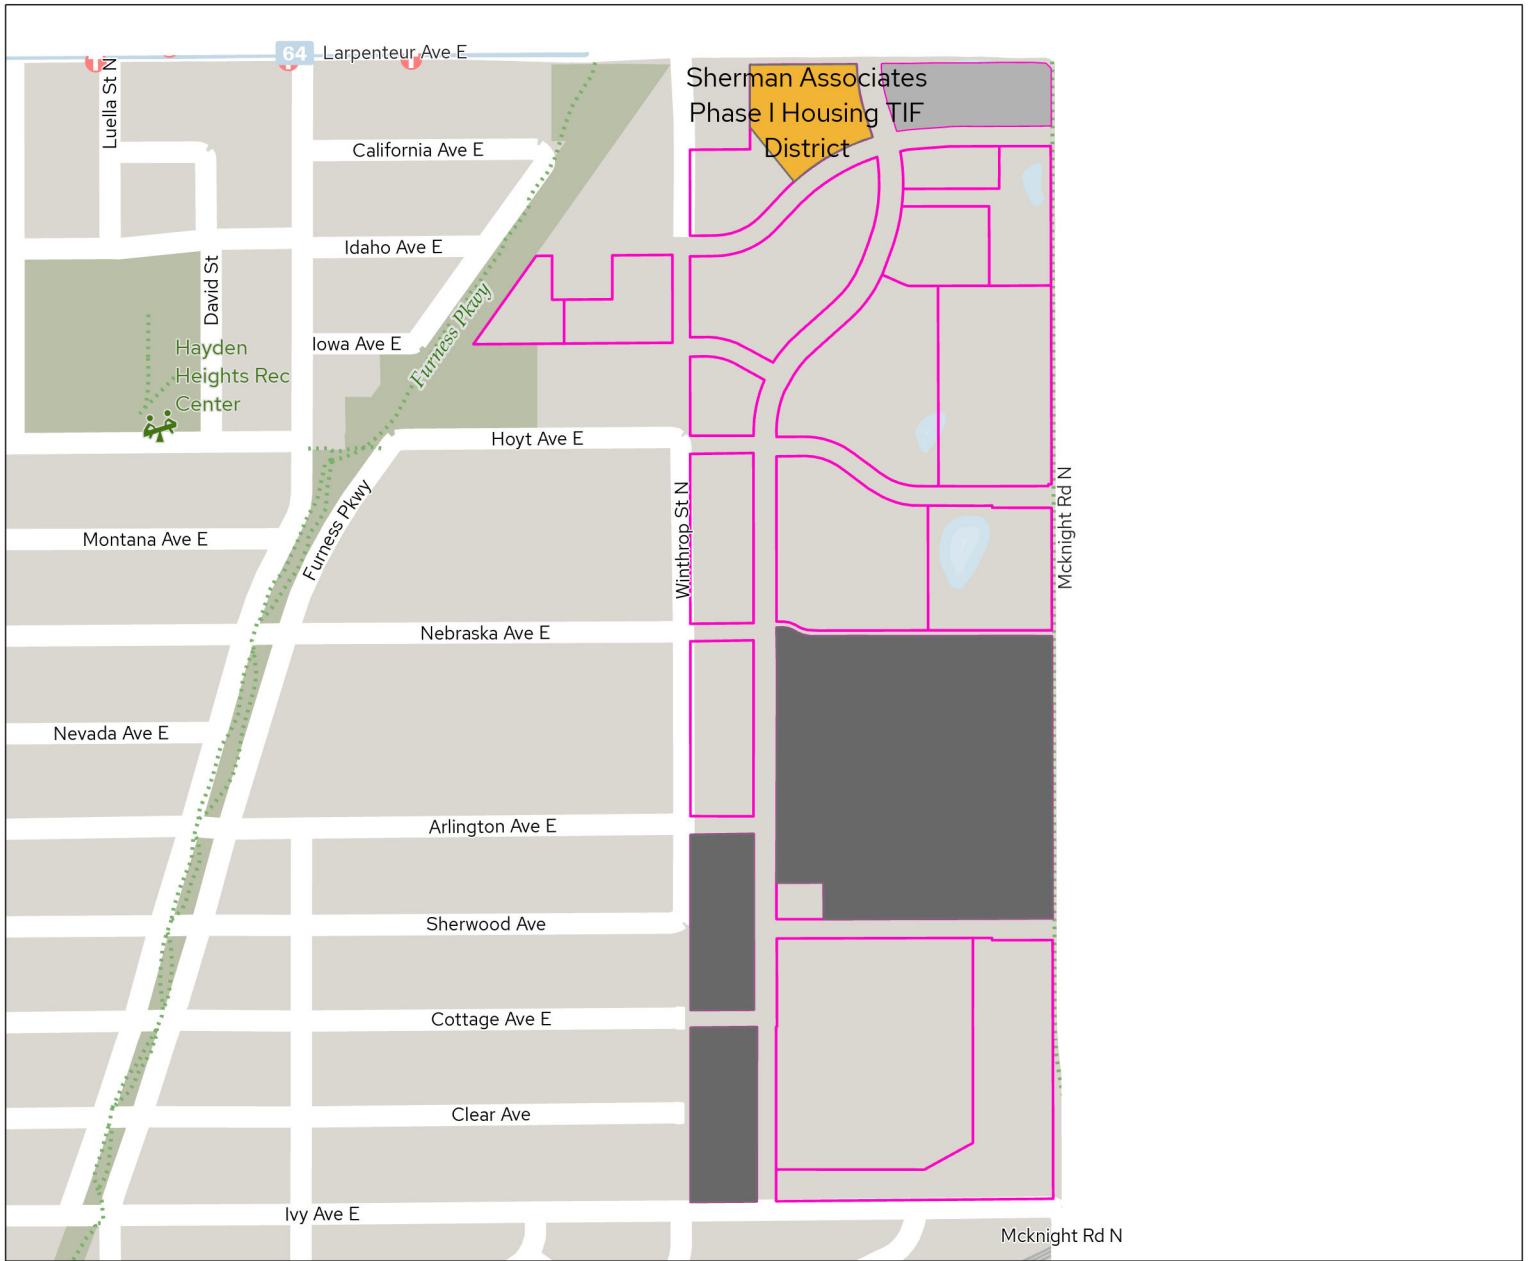 64
Larpenteur Ave E
Sherman Associates
Phase I Housing TIF
District
Luella St N
California Ave E
Idaho Ave E
David St
Furness Pkwy
Iowa Ave E
Hayden
Heights Rec
Center
Hoyt Ave E
Furness Pkwy
Winthrop St N
Mcknight Rd N
Montana Ave E
Nebraska Ave E
Nevada Ave E
Arlington Ave E
Sherwood Ave
Cottage Ave E
Clear Ave
Ivy Ave E
Mcknight Rd N